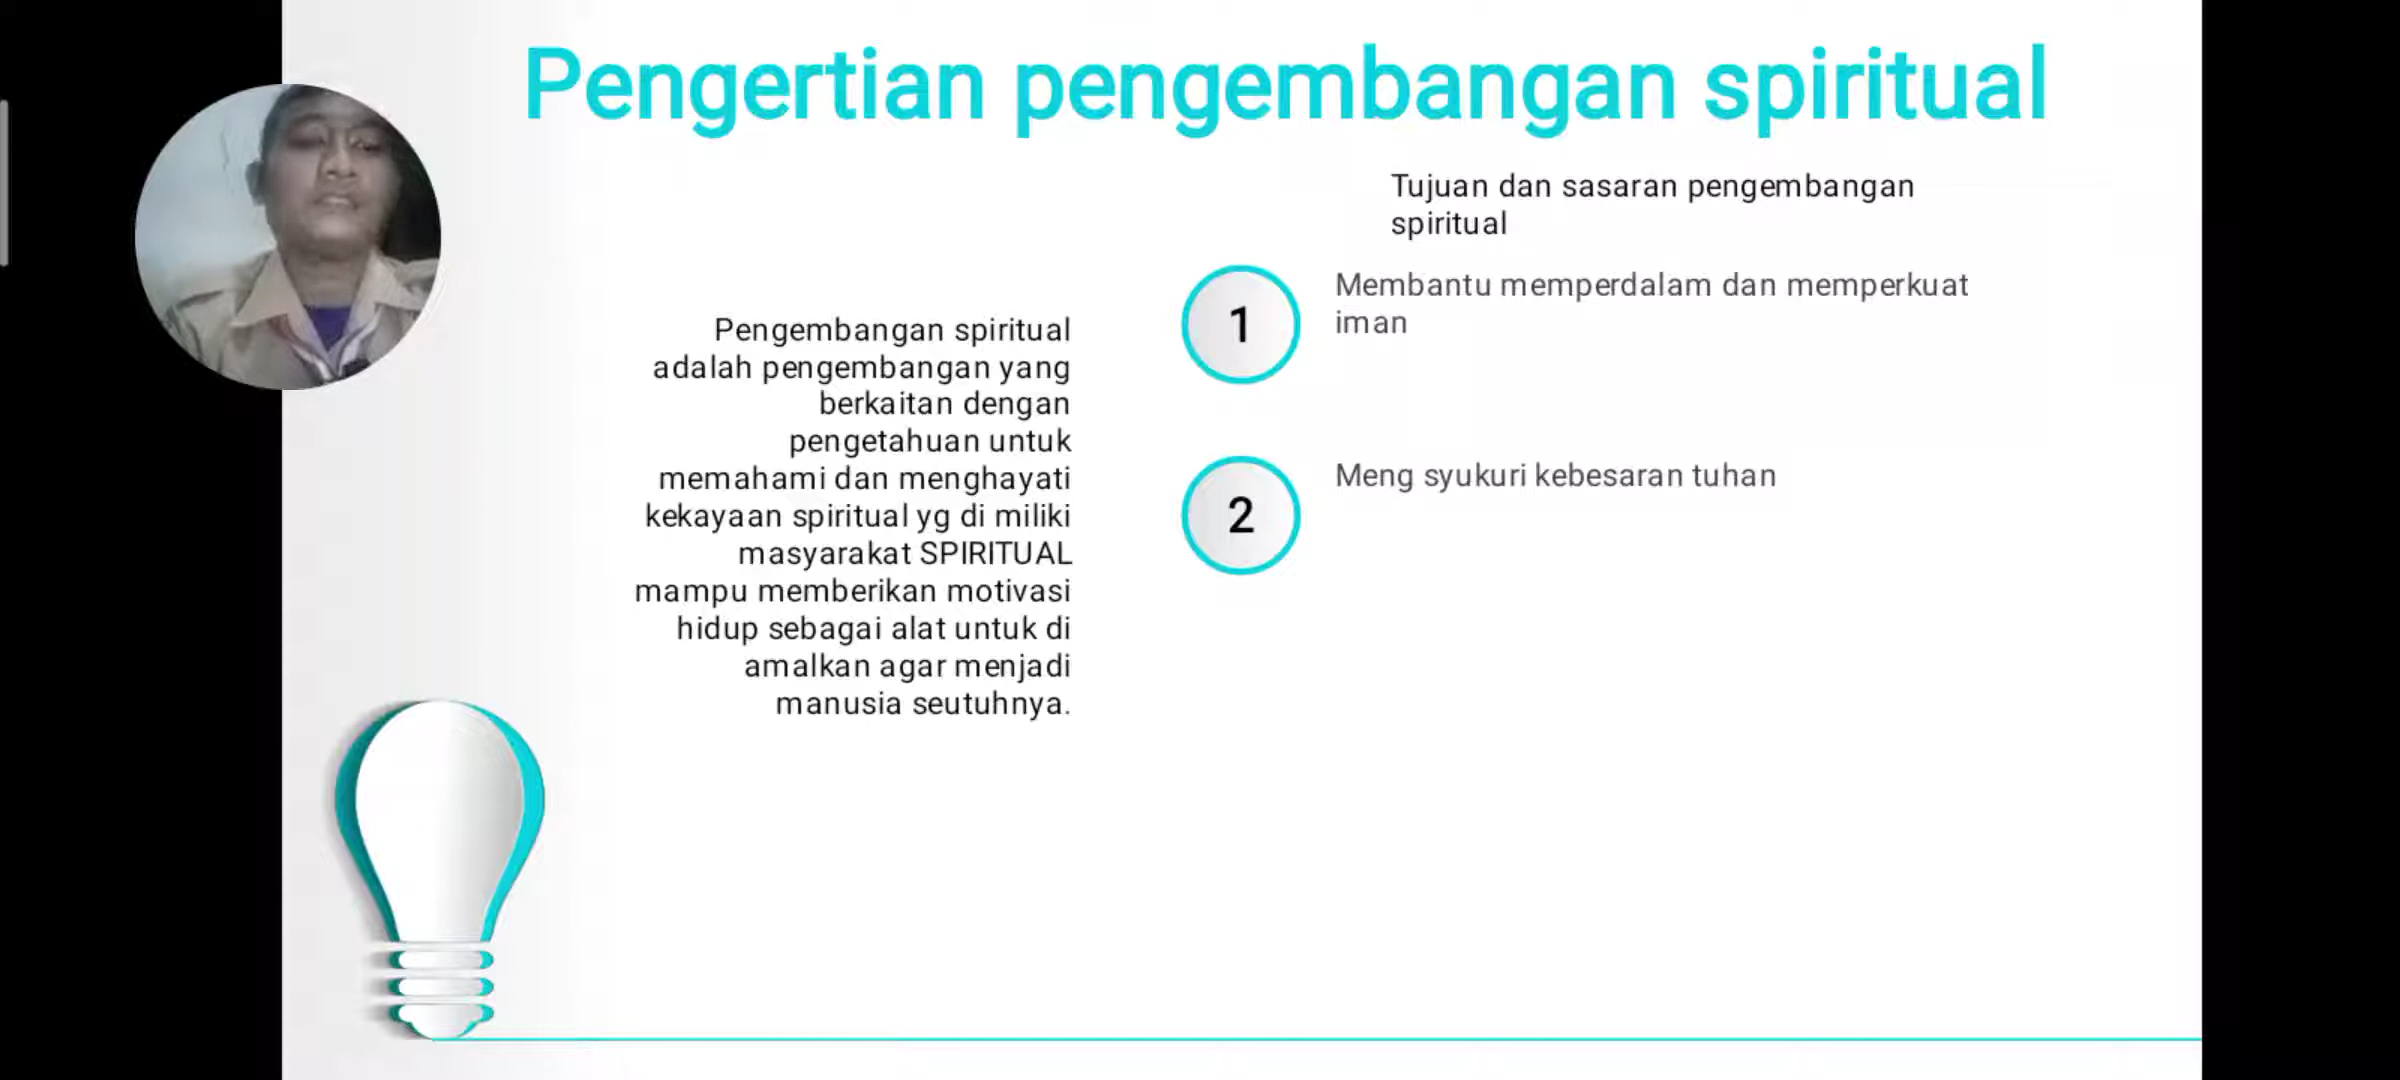 Pengertian pengembangan spiritual
Pengembangan spiritual
adalah pengembangan yang
berkaitan dengan
pengetahuan untuk
memahami dan menghayati
kekayaan spiritual yg di miliki
masyarakat SPIRITUAL
mampu memberikan motivasi
hidup sebagai alat untuk di
amalkan agar menjadi
manusia seutuhnya.
Tujuan dan sasaran pengembangan
spiritual
1
Membantu memperdalam dan memperkuat
iman
2
Meng syukuri kebesaran tuhan